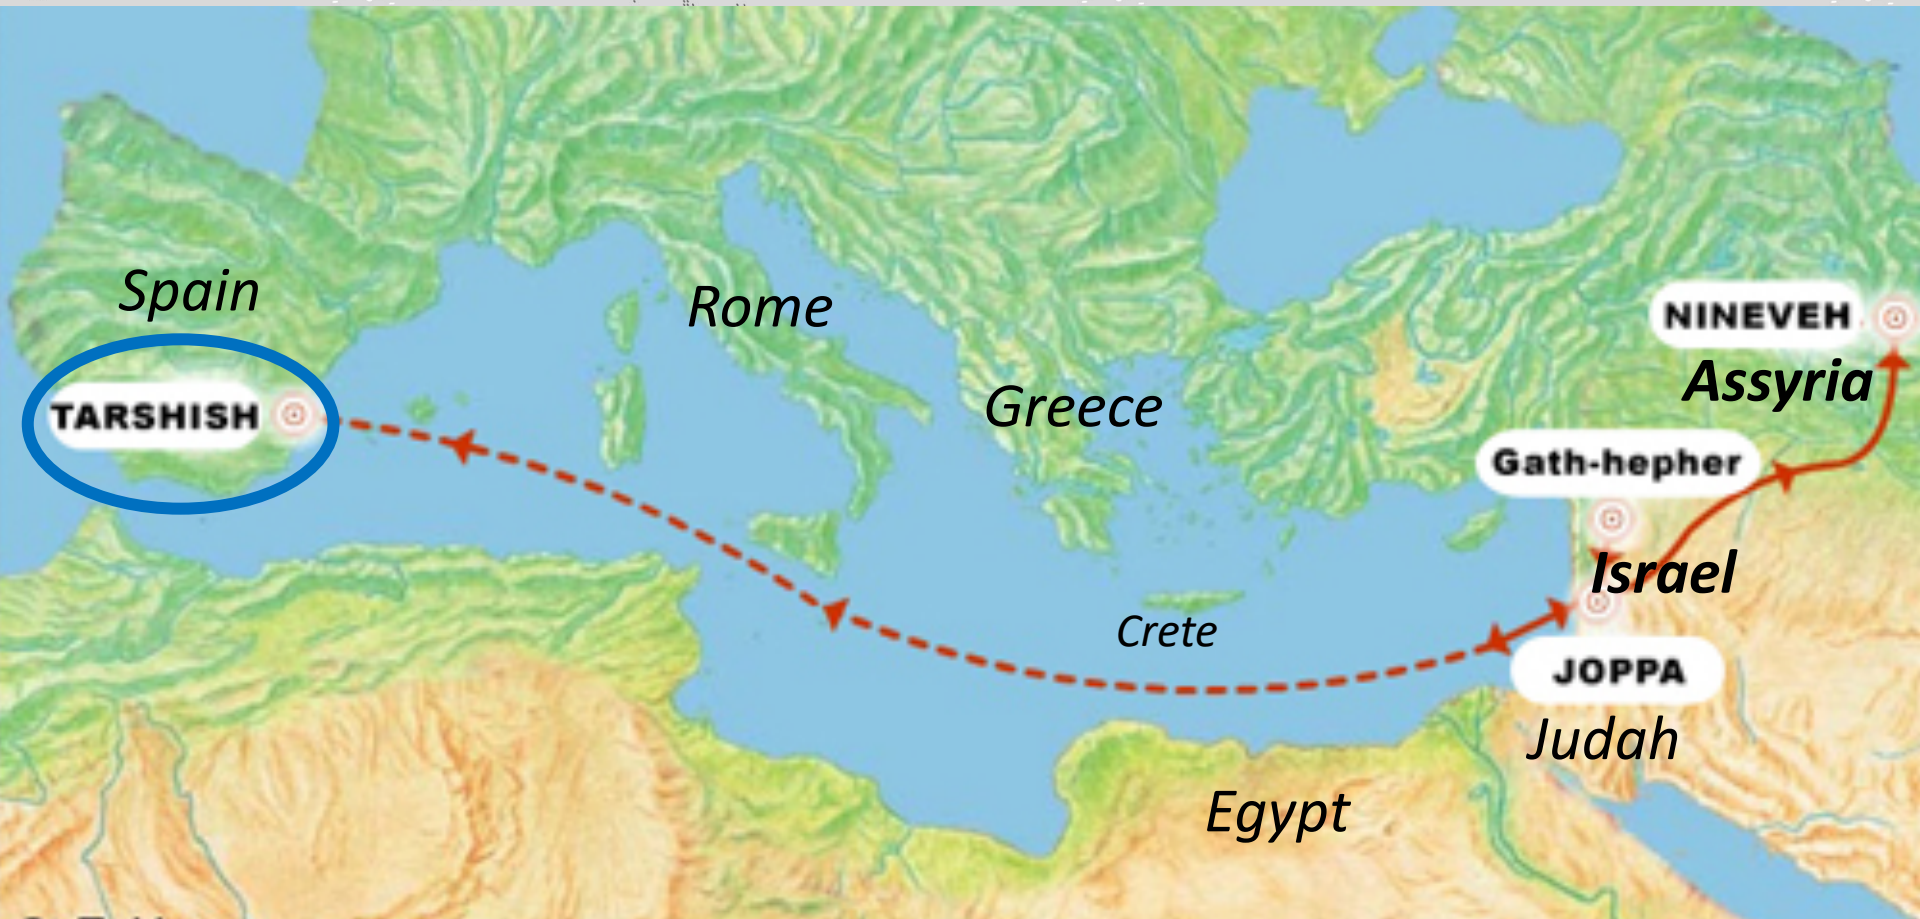 Spain
Rome
NINEVEH
Assyria
TARSHISH
Greece
Gath-hepher
Israel
Crete
JOPPA
Judah
Egypt